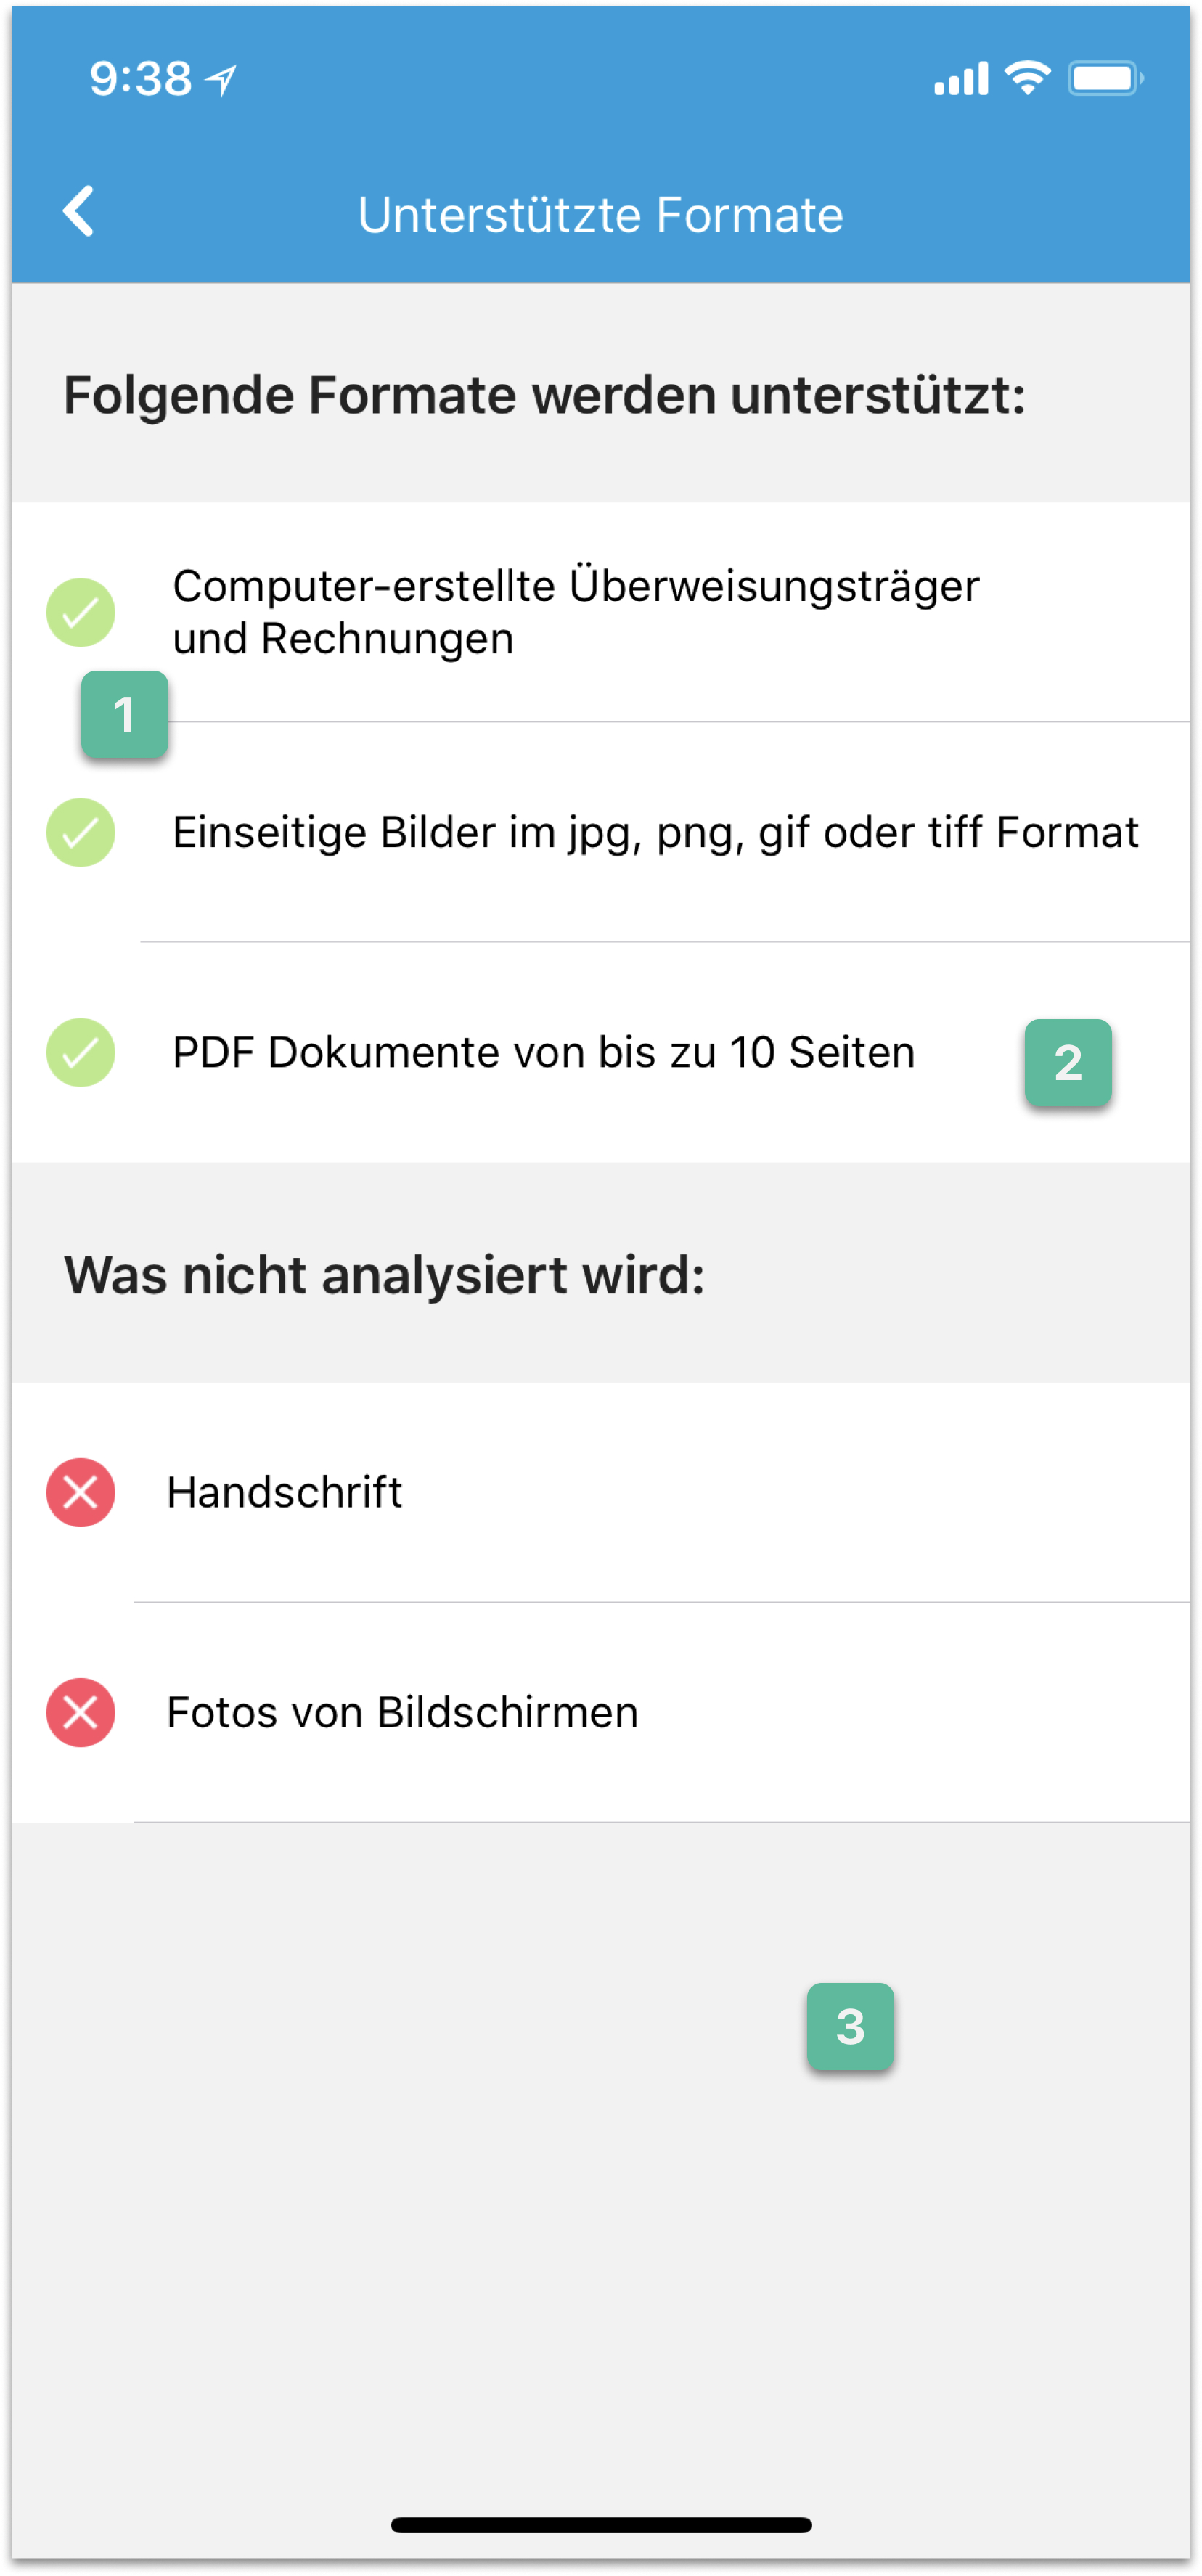 9:38
Unterstützte Formate
Folgende Formate werden unterstützt:
Computer-erstellte Überweisungsträger
und Rechnungen
1
Einseitige Bilder im jpg, png, gif oder tiff Format
PDF Dokumente von bis zu 10 Seiten
2
Was nicht analysiert wird:
Handschrift
Fotos von Bildschirmen
3